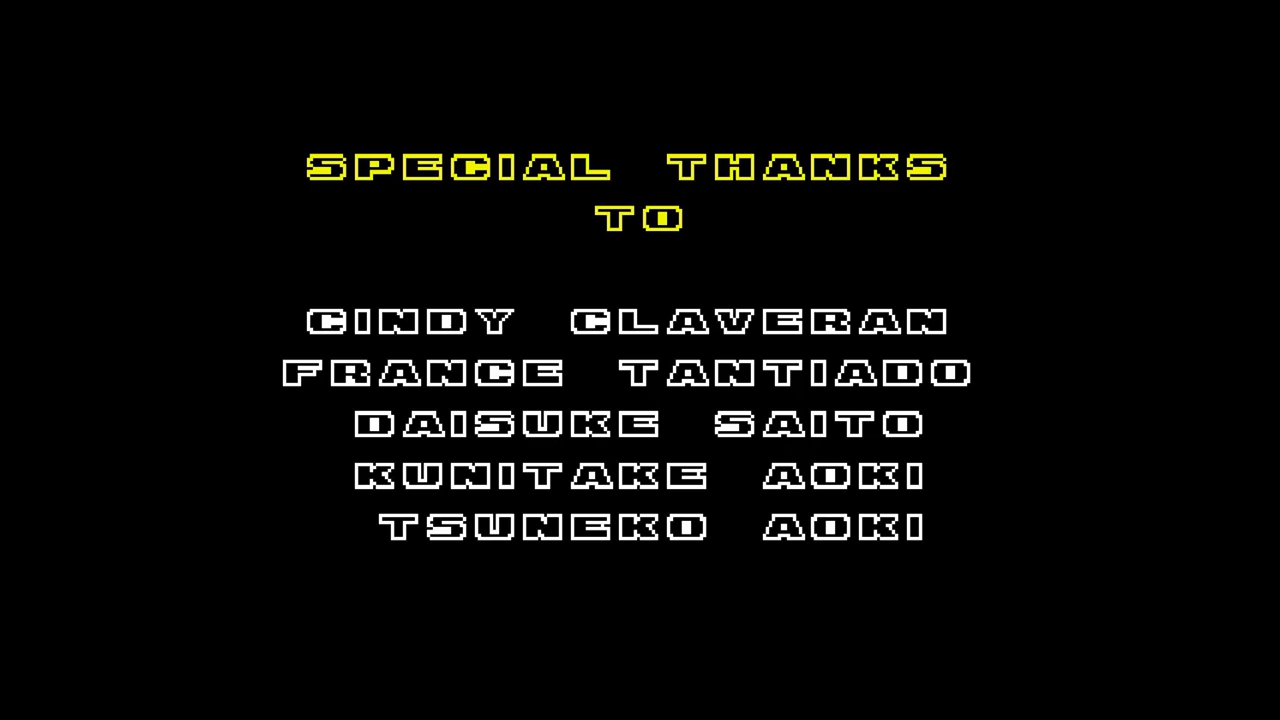 SPECIAL THANKS
TO
CINDY CLAVERAN
FRANCE TANTIADO
DAISUKE SAITO
KUNITAKE AOKI
TSUNEKO AOKI